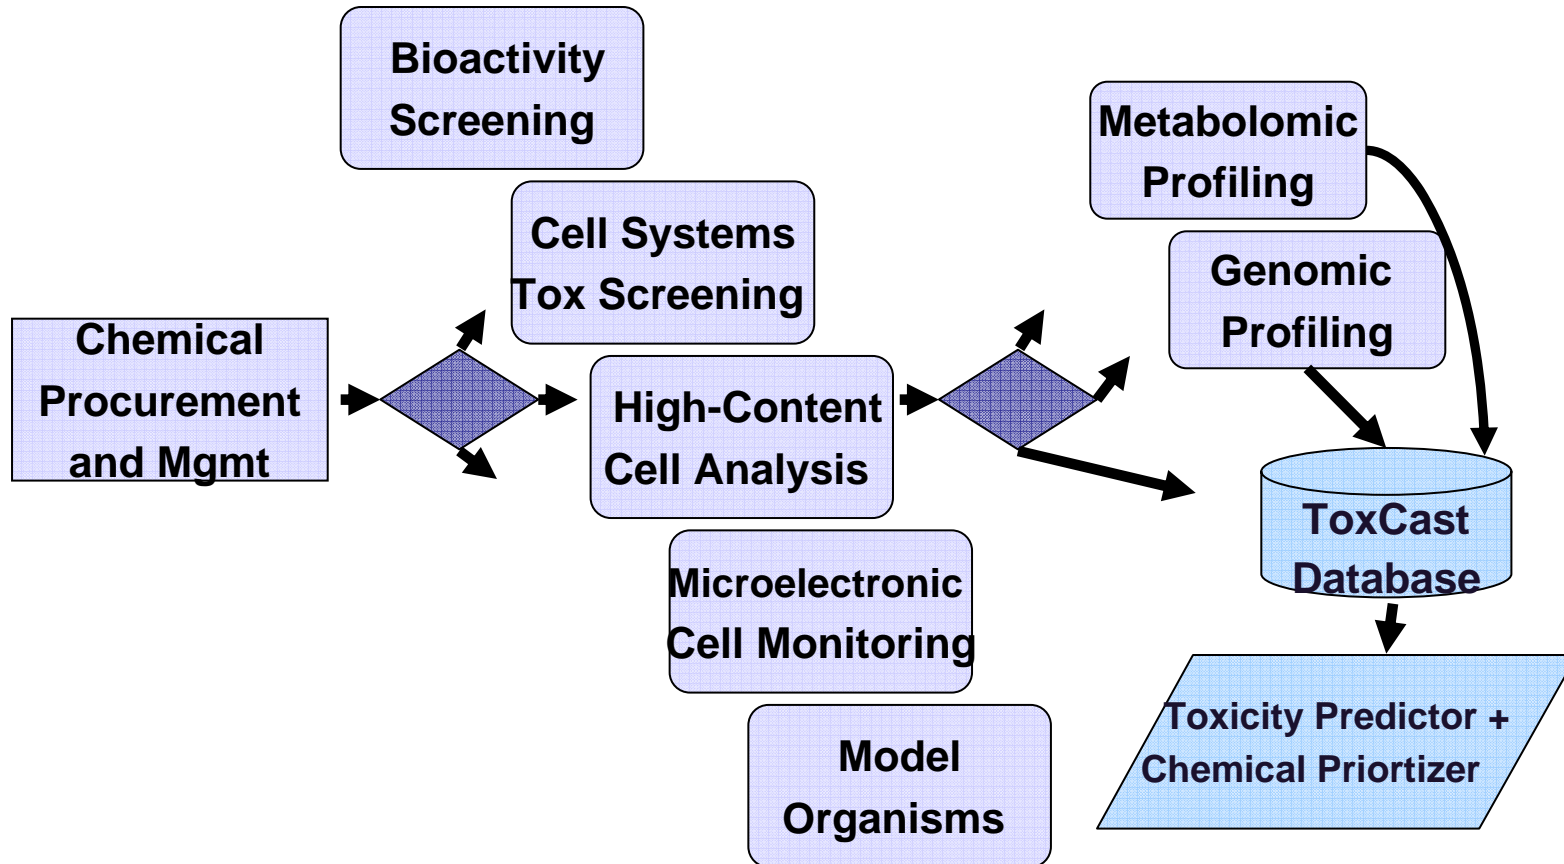 Bioactivity
Screening
Cell Systems
Tox Screening
Chemical
Procurement
and Mgmt
High-Content
Cell Analysis
Microelectronic
Cell Monitoring
Model
Organisms
Metabolomic
Profiling
Genomic
Profiling
ToxCast
Database
Toxicity Predictor +
Chemical Priortizer